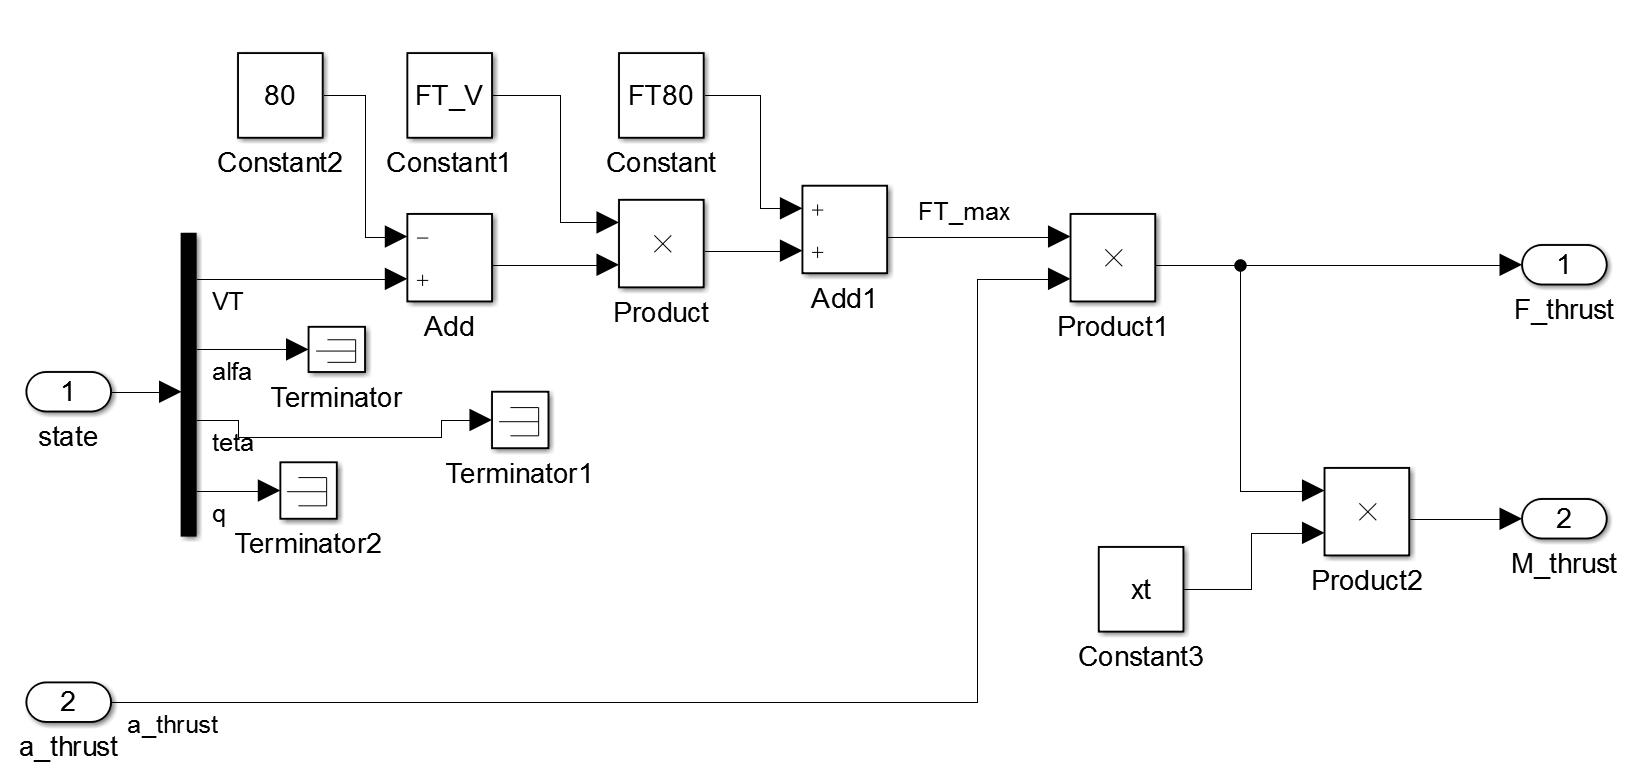 80
FT_V
FT80
Constant2
Constant1
Constant
−
+
×
+
+
FT_max
×
1
VT
Add
Product
Add1
Product1
F_thrust
alfa
Terminator
1
state
teta
Terminator1
q
Terminator2
×
2
M_thrust
Product2
xt
Constant3
2
a_thrust
a_thrust